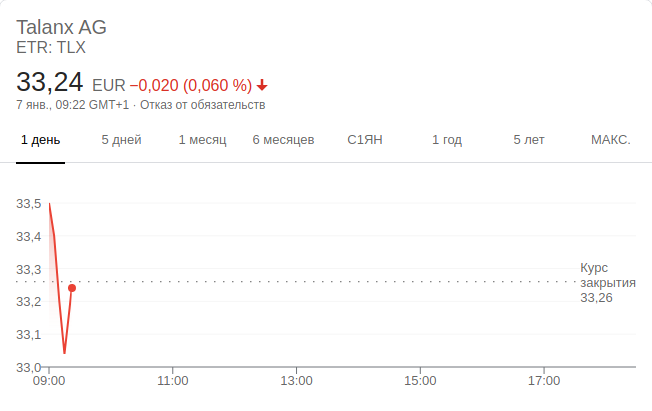 Talanx AG
ETR: TLX
33,24 EUR −0,020 (0,060 %)
7 янв., 09:22 GMT+1 · Отказ от обязательств
1 день 5 дней 1 месяц 6 месяцев С1ЯН 1 год 5 лет МАКС.
33,5
33,4
33,3
33,2
33,1
33,0
Курс
закрытия
33,26
09:00 11:00 13:00 15:00 17:00